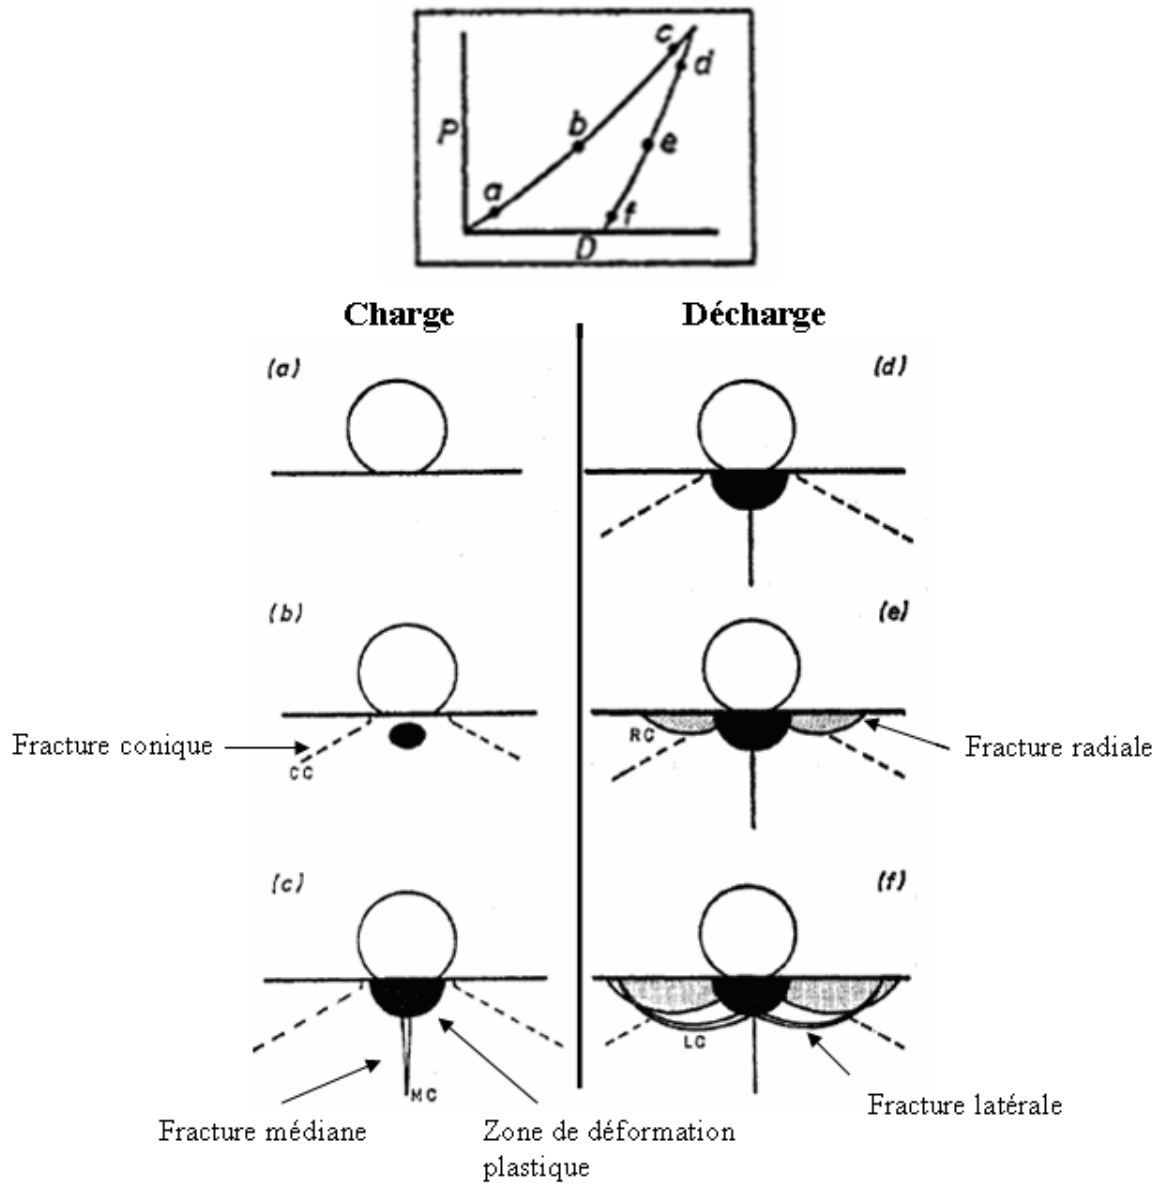 c
d
P
b
e
a
f
D
Charge
Décharge
(a)
(d)
(b)
(e)
Fracture conique
CC
RC
Fracture radiale
(c)
(f)
LC
MC
Fracture latérale
Fracture médiane
Zone de déformation
plastique